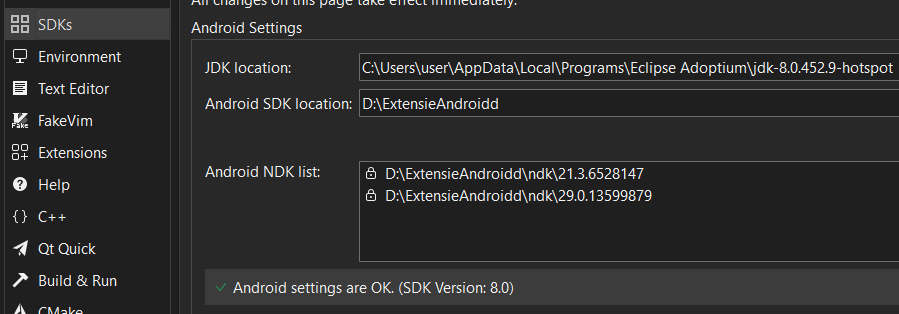 All changes on this page take effect immediately.
SDKs
Environment
Text Editor
FakeVim
Extensions
Help
C++
Qt Quick
Build & Run
CMake
Android Settings
JDK location:
C:\Users\user\AppData\Local\Programs\Eclipse Adoptium\jdk-8.0.452.9-hotspot
Android SDK location:
D:\ExtensieAndroidd
Android NDK list:
D:\ExtensieAndroidd\ndk\21.3.6528147
D:\ExtensieAndroidd\ndk\29.0.13599879
Android settings are OK. (SDK Version: 8.0)